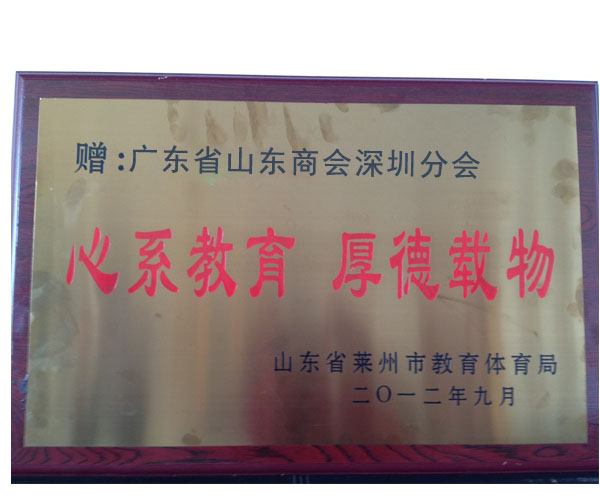 赠:广东省山东商会深圳分会
心系教育 厚德载物
山东省莱州市教育体育局
二〇一二年九月